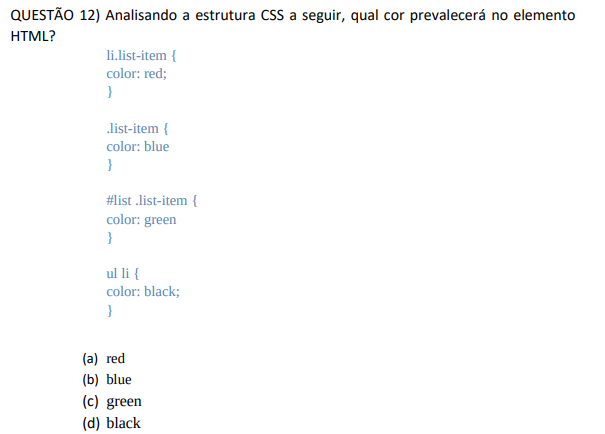 QUESTÃO 12) Analisando a estrutura CSS a seguir, qual cor prevalecerá no elemento
HTML?
li.list-item {
color: red;
}
.list-item {
color: blue
}
#list .list-item {
color: green
}
ul li {
color: black;
}
(a) red
(b) blue
(c) green
(d) black